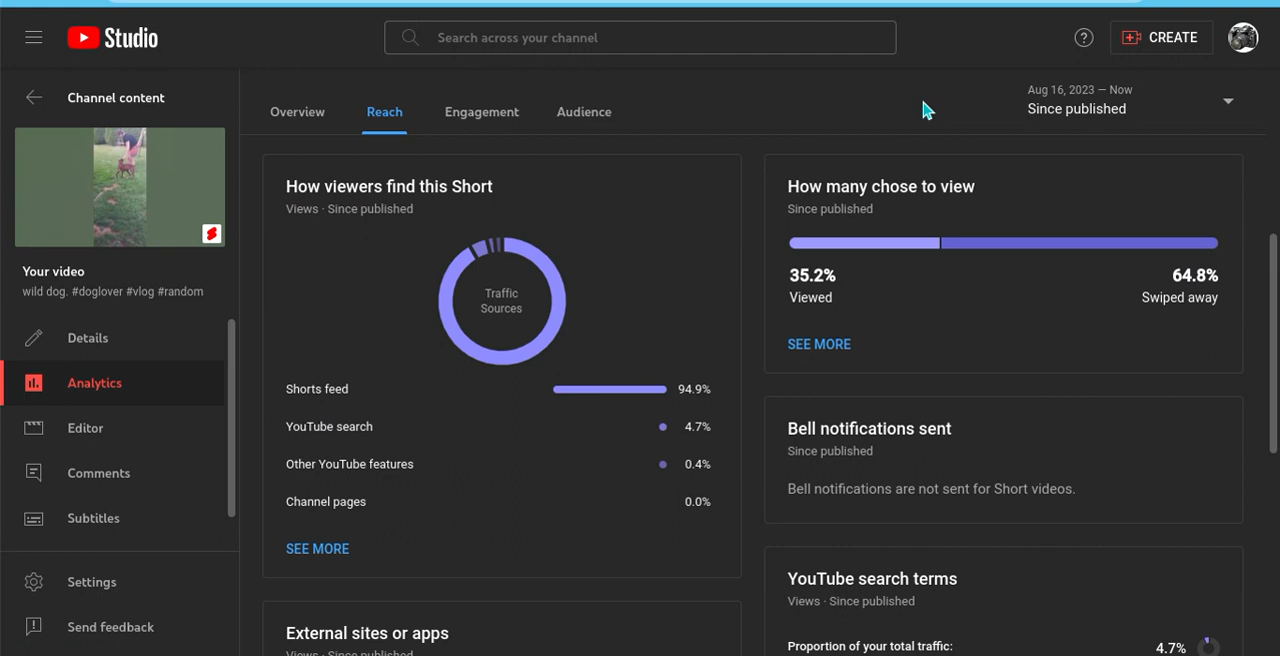 Studio
Search across your channel
CREATE
Channel content
Your video
wild dog. #doglover #vlog #random
Details
Analytics
Editor
Comments
Subtitles
Settings
Send feedback
Overview
Reach
Engagement
Audience
Aug 16, 2023 – Now
Since published
How viewers find this Short
Views · Since published
Traffic
Sources
Shorts feed 94.9%
YouTube search 4.7%
Other YouTube features 0.4%
Channel pages 0.0%
SEE MORE
External sites or apps
Views · Since published
How many chose to view
Since published
35.2% 64.8%
Viewed Swiped away
SEE MORE
Bell notifications sent
Since published
Bell notifications are not sent for Short videos.
YouTube search terms
Views · Since published
Proportion of your total traffic: 4.7%